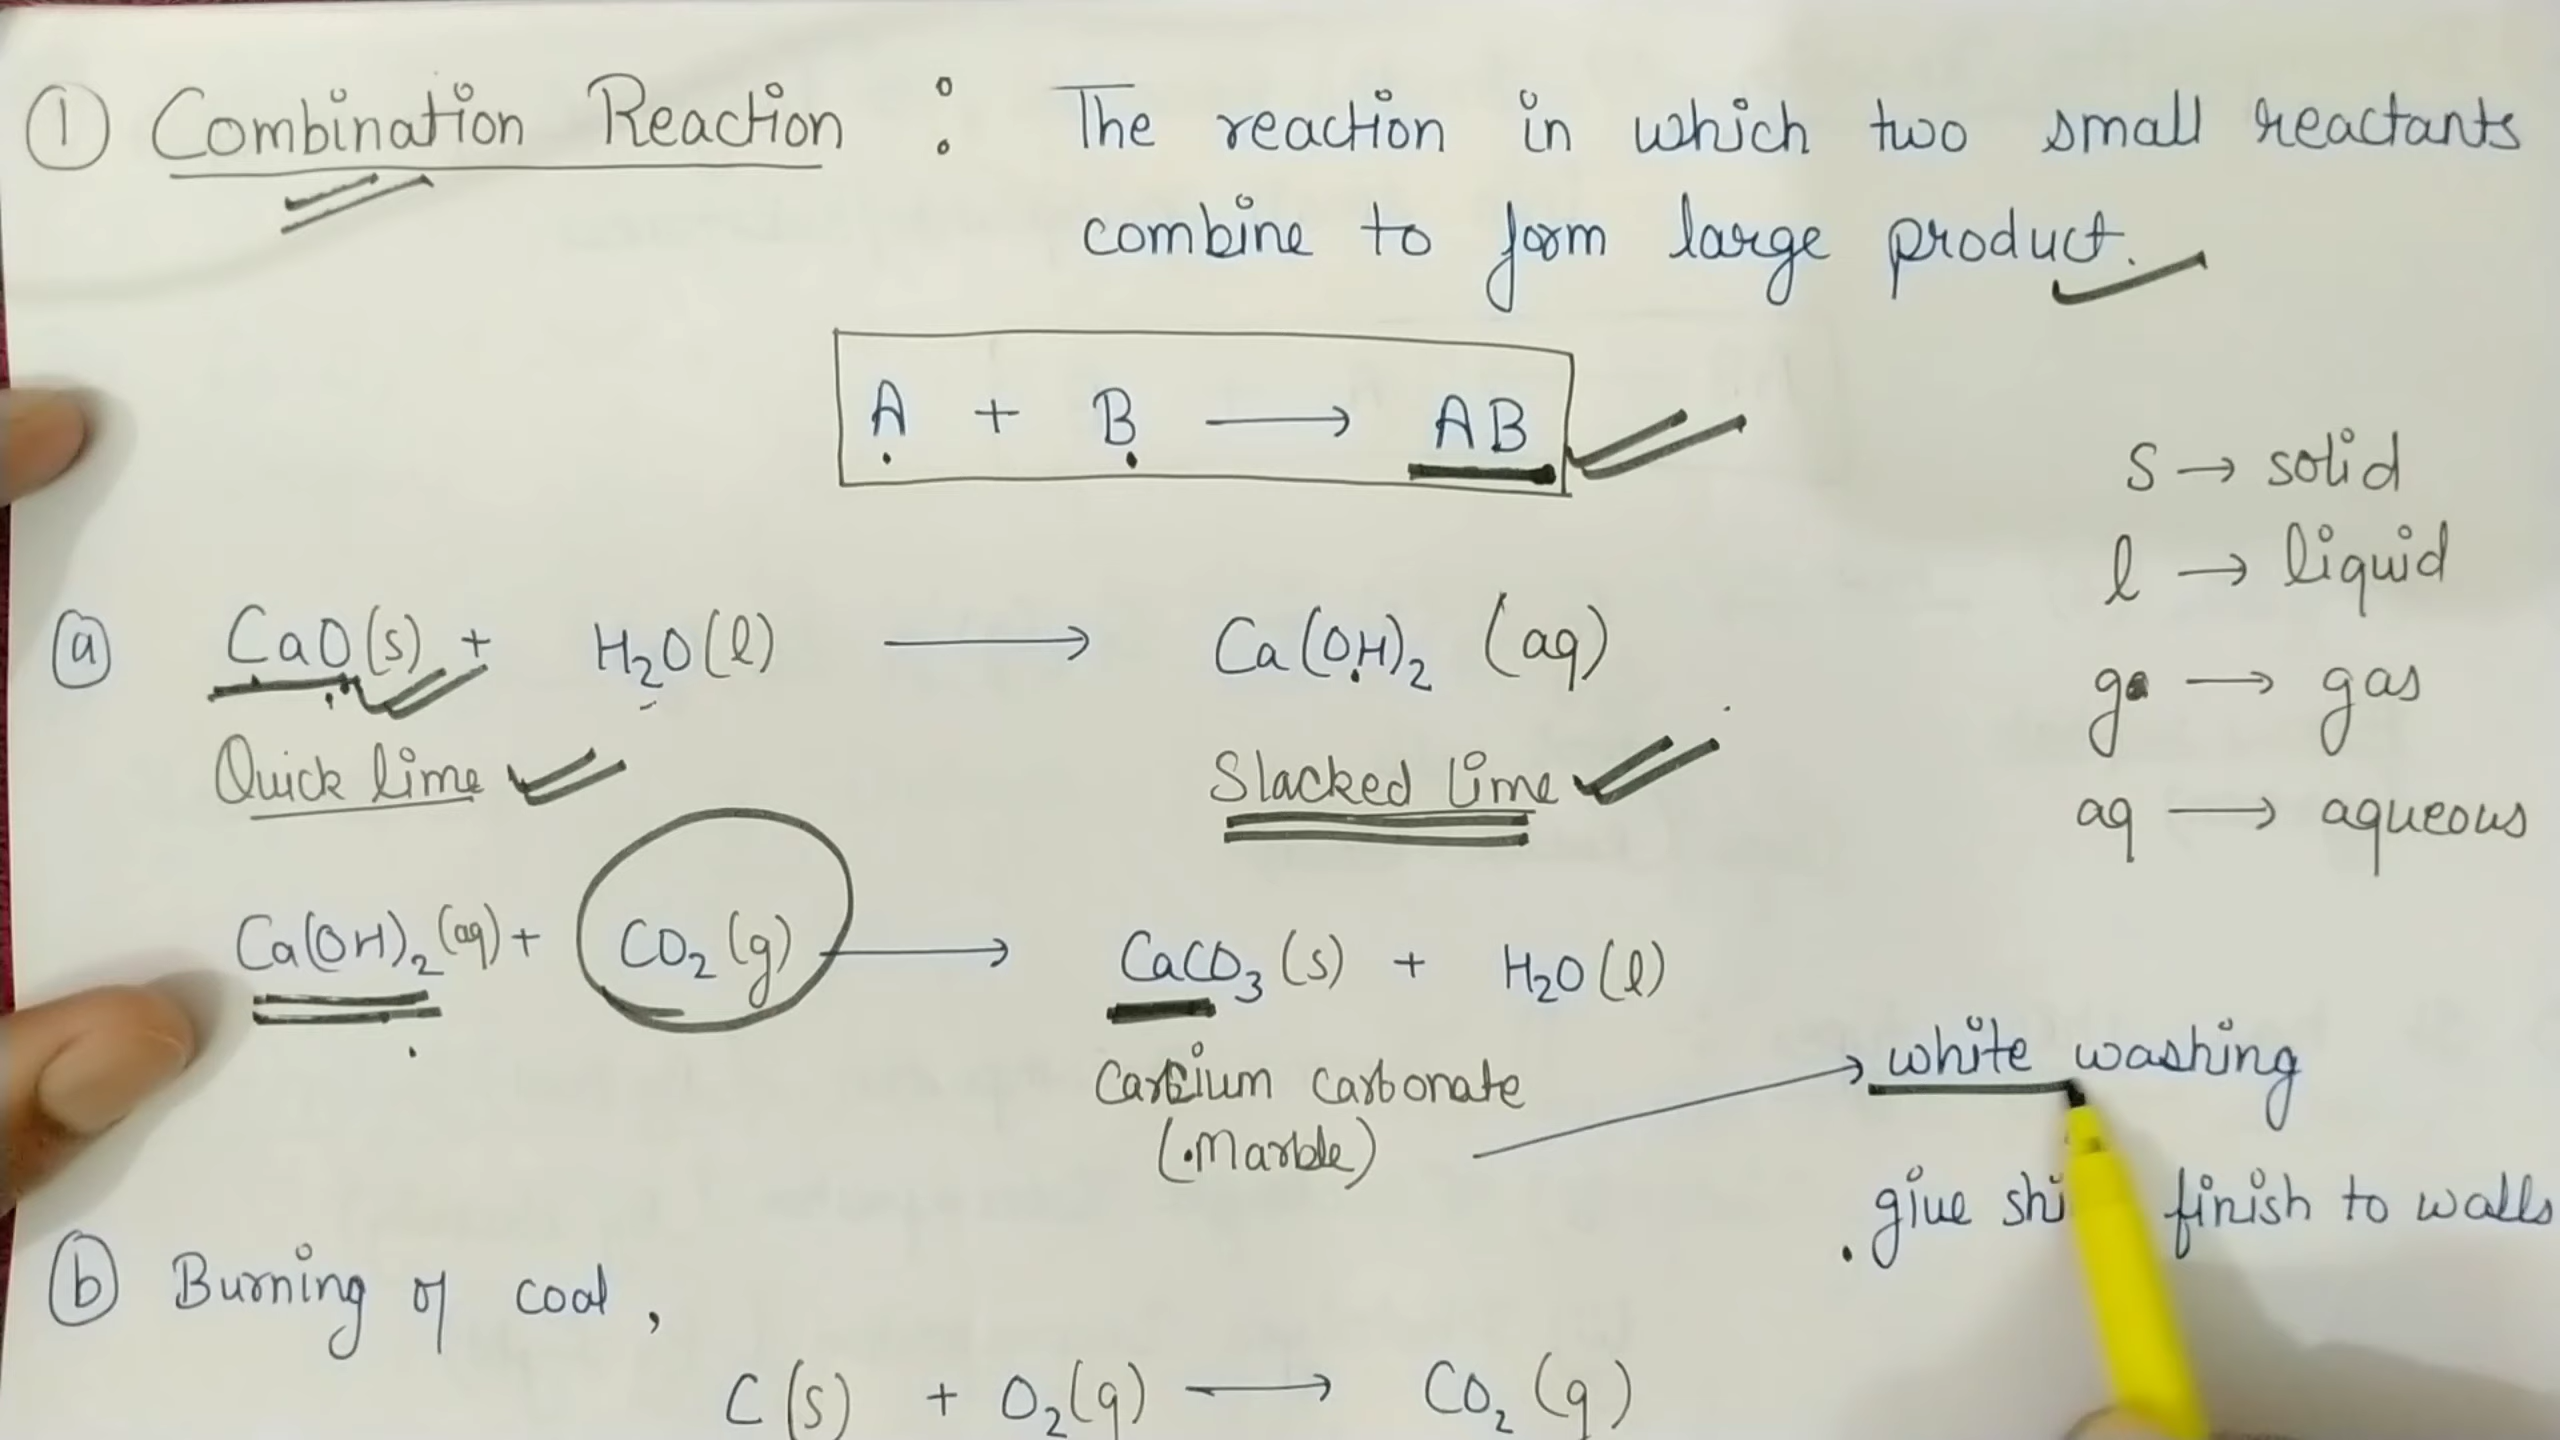 ① Combination Reaction : The reaction in which two small reactants
combine to form large product.
A + B → AB
s → solid
l → liquid
g → gas
aq → aqueous
ⓐ CaO(s) + H₂O(l) → Ca(OH)₂ (aq)
Quick lime Slacked Lime
Ca(OH)₂(aq) + CO₂(g) → CaCO₃(s) + H₂O(l)
Calcium carbonate → white washing
(Marble)
give finish to walls
ⓑ Burning of coal,
C(s) + O₂(g) → CO₂(g)